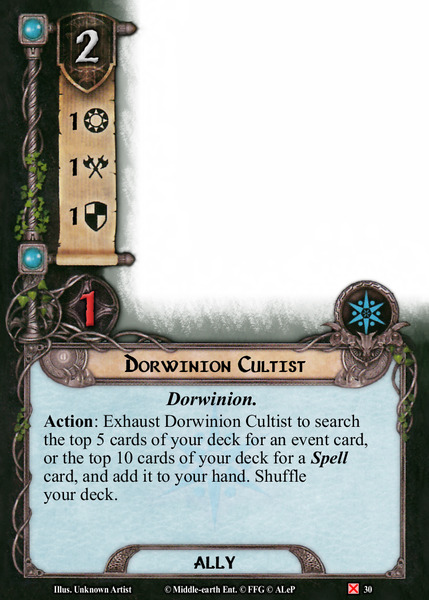 2
1
1
1
1
Dorwinion Cultist
Dorwinion.
Action: Exhaust Dorwinion Cultist to search
the top 5 cards of your deck for an event card,
or the top 10 cards of your deck for a Spell
card, and add it to your hand. Shuffle
your deck.
ALLY
Illus. Unknown Artist © Middle-earth Ent. © FFG © ALeP 30